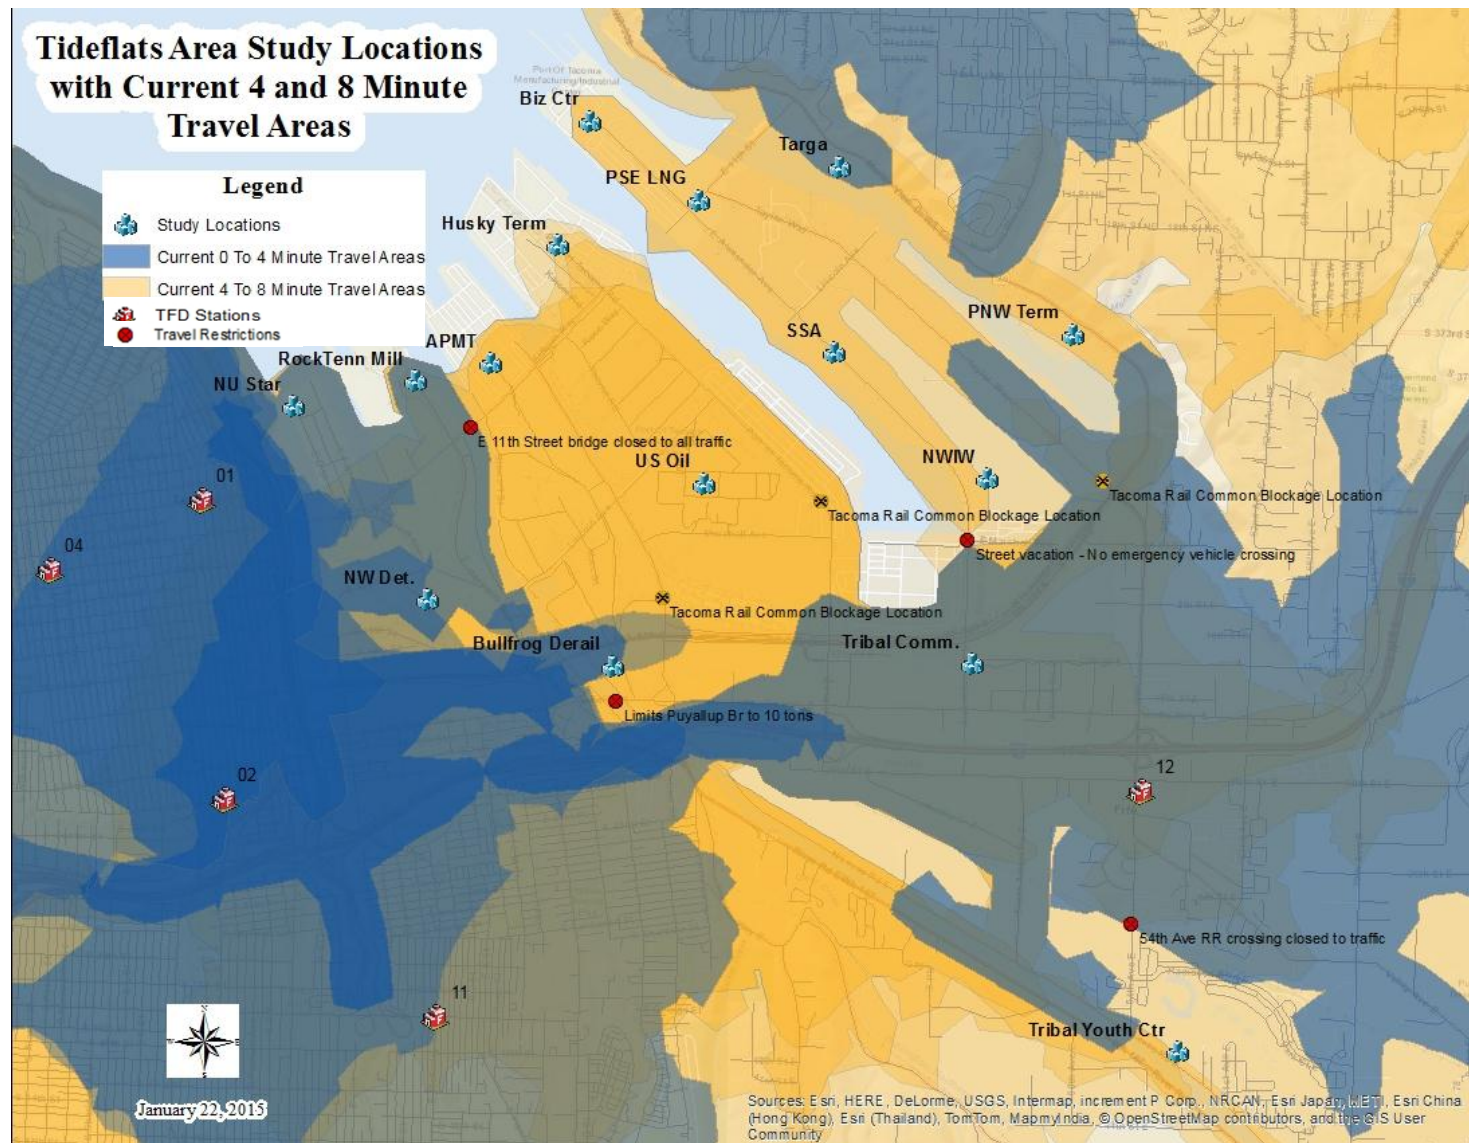 Tideflats Area Study Locations
with Current 4 and 8 Minute
Travel Areas
Legend
Study Locations
Current 0 To 4 Minute Travel Areas
Current 4 To 8 Minute Travel Areas
TFD Stations
Travel Restrictions
Port Of Tacoma
Manufacturing/Industrial
Biz Ctr
Targa
PSE LNG
Husky Term
PNW Term
SSA
APMT
RockTenn Mill
NU Star
E 11th Street bridge closed to all traffic
US Oil
NWIW
Tacoma Rail Common Blockage Location
Tacoma Rail Common Blockage Location
Street vacation - No emergency vehicle crossing
01
04
NW Det.
Tacoma Rail Common Blockage Location
Bullfrog Derail
Tribal Comm.
Limits Puyallup Br to 10 tons
02
12
54th Ave RR crossing closed to traffic
11
Tribal Youth Ctr
January 22, 2015
Sources: Esri, HERE, DeLorme, USGS, Intermap, increment P Corp., NRCAN, Esri Japan, METI, Esri China
(Hong Kong), Esri (Thailand), TomTom, MapmyIndia, © OpenStreetMap contributors, and the GIS User
Community